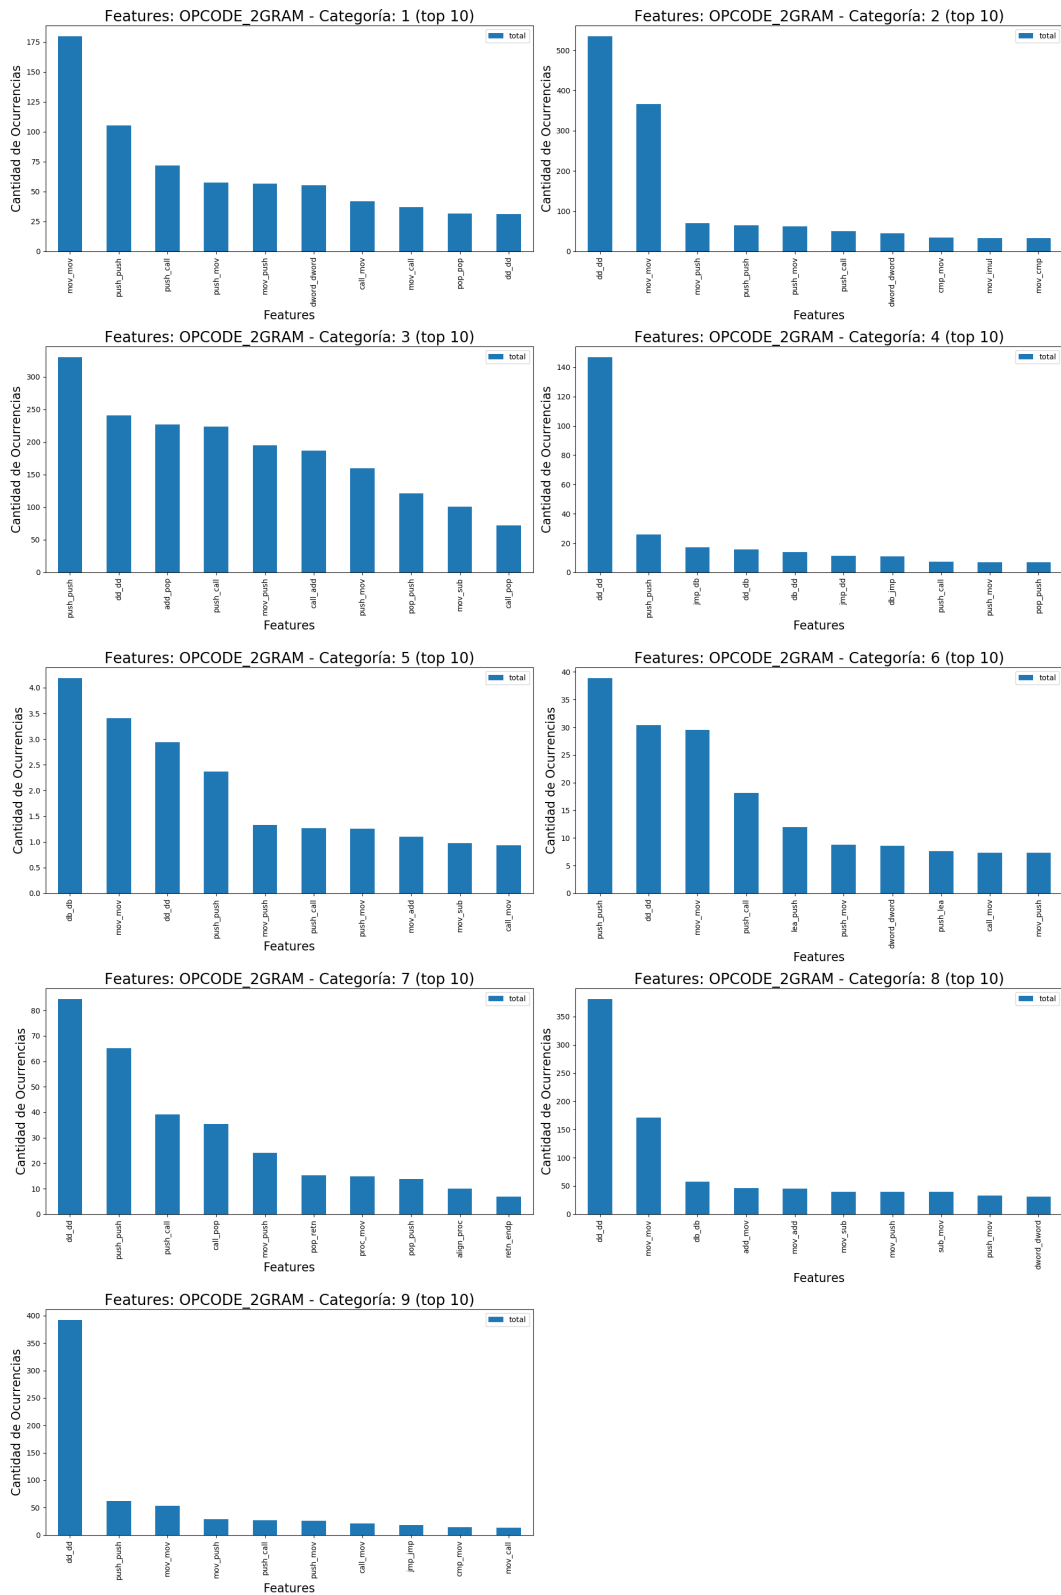 Features: OPCODE_2GRAM - Categoría: 1 (top 10)
total
Cantidad de Ocurrencias
175
150
125
100
75
50
25
0
mov_mov
push_push
push_call
push_mov
mov_push
dword_dword
call_mov
mov_call
pop_pop
dd_dd
Features
Features: OPCODE_2GRAM - Categoría: 2 (top 10)
total
Cantidad de Ocurrencias
500
400
300
200
100
0
dd_dd
mov_mov
mov_push
push_push
push_mov
push_call
dword_dword
cmp_mov
mov_imul
mov_cmp
Features
Features: OPCODE_2GRAM - Categoría: 3 (top 10)
total
Cantidad de Ocurrencias
300
250
200
150
100
50
0
push_push
dd_dd
add_pop
push_call
mov_push
call_add
push_mov
pop_push
mov_sub
call_pop
Features
Features: OPCODE_2GRAM - Categoría: 4 (top 10)
total
Cantidad de Ocurrencias
140
120
100
80
60
40
20
0
dd_dd
push_push
jmp_db
dd_db
db_dd
jmp_dd
db_jmp
push_call
push_mov
pop_push
Features
Features: OPCODE_2GRAM - Categoría: 5 (top 10)
total
Cantidad de Ocurrencias
4.0
3.5
3.0
2.5
2.0
1.5
1.0
0.5
0.0
db_db
mov_mov
dd_dd
push_push
mov_push
push_call
push_mov
mov_add
mov_sub
call_mov
Features
Features: OPCODE_2GRAM - Categoría: 6 (top 10)
total
Cantidad de Ocurrencias
40
35
30
25
20
15
10
5
0
push_push
dd_dd
mov_mov
push_call
lea_push
push_mov
dword_dword
push_lea
call_mov
mov_push
Features
Features: OPCODE_2GRAM - Categoría: 7 (top 10)
total
Cantidad de Ocurrencias
80
70
60
50
40
30
20
10
0
dd_dd
push_push
push_call
call_pop
mov_push
pop_retn
proc_mov
pop_push
align_proc
retn_endp
Features
Features: OPCODE_2GRAM - Categoría: 8 (top 10)
total
Cantidad de Ocurrencias
350
300
250
200
150
100
50
0
dd_dd
mov_mov
db_db
add_mov
mov_add
mov_sub
mov_push
sub_mov
push_mov
dword_dword
Features
Features: OPCODE_2GRAM - Categoría: 9 (top 10)
total
Cantidad de Ocurrencias
400
350
300
250
200
150
100
50
0
dd_dd
push_push
mov_mov
mov_push
push_call
push_mov
call_mov
jmp_jmp
cmp_mov
mov_call
Features